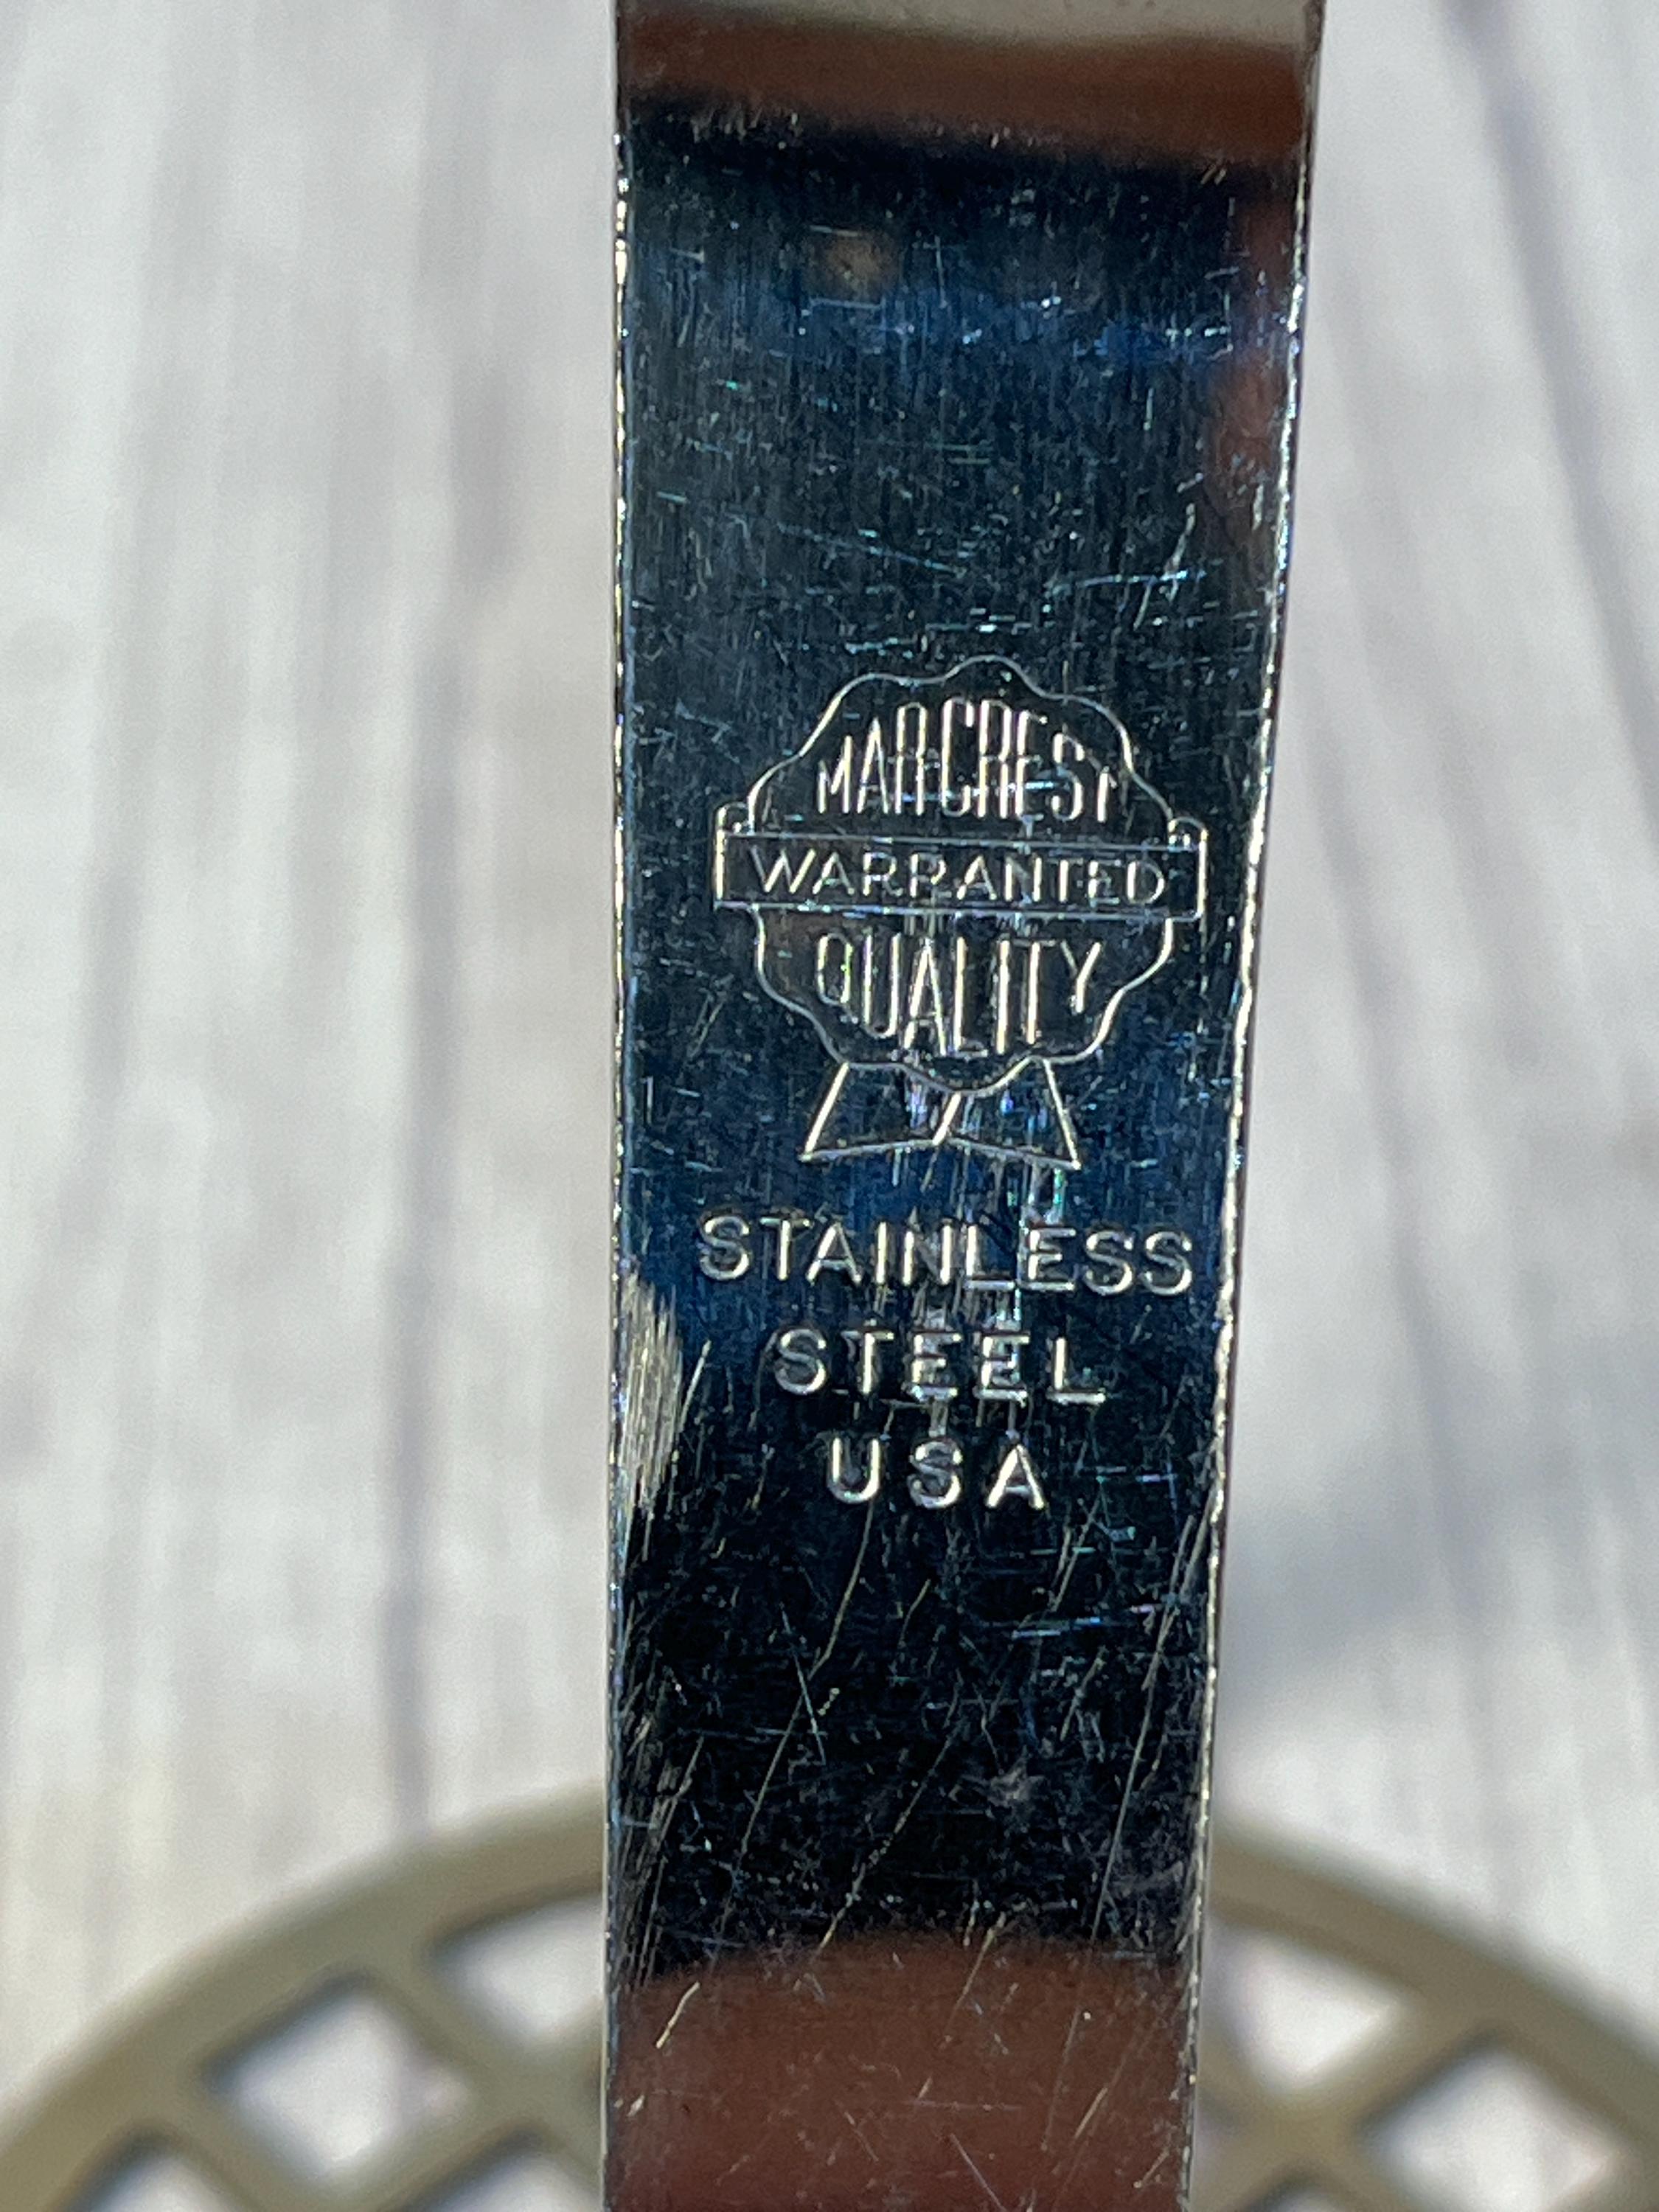 MARCREST
WARRANTED
QUALITY
STAINLESS
STEEL
USA